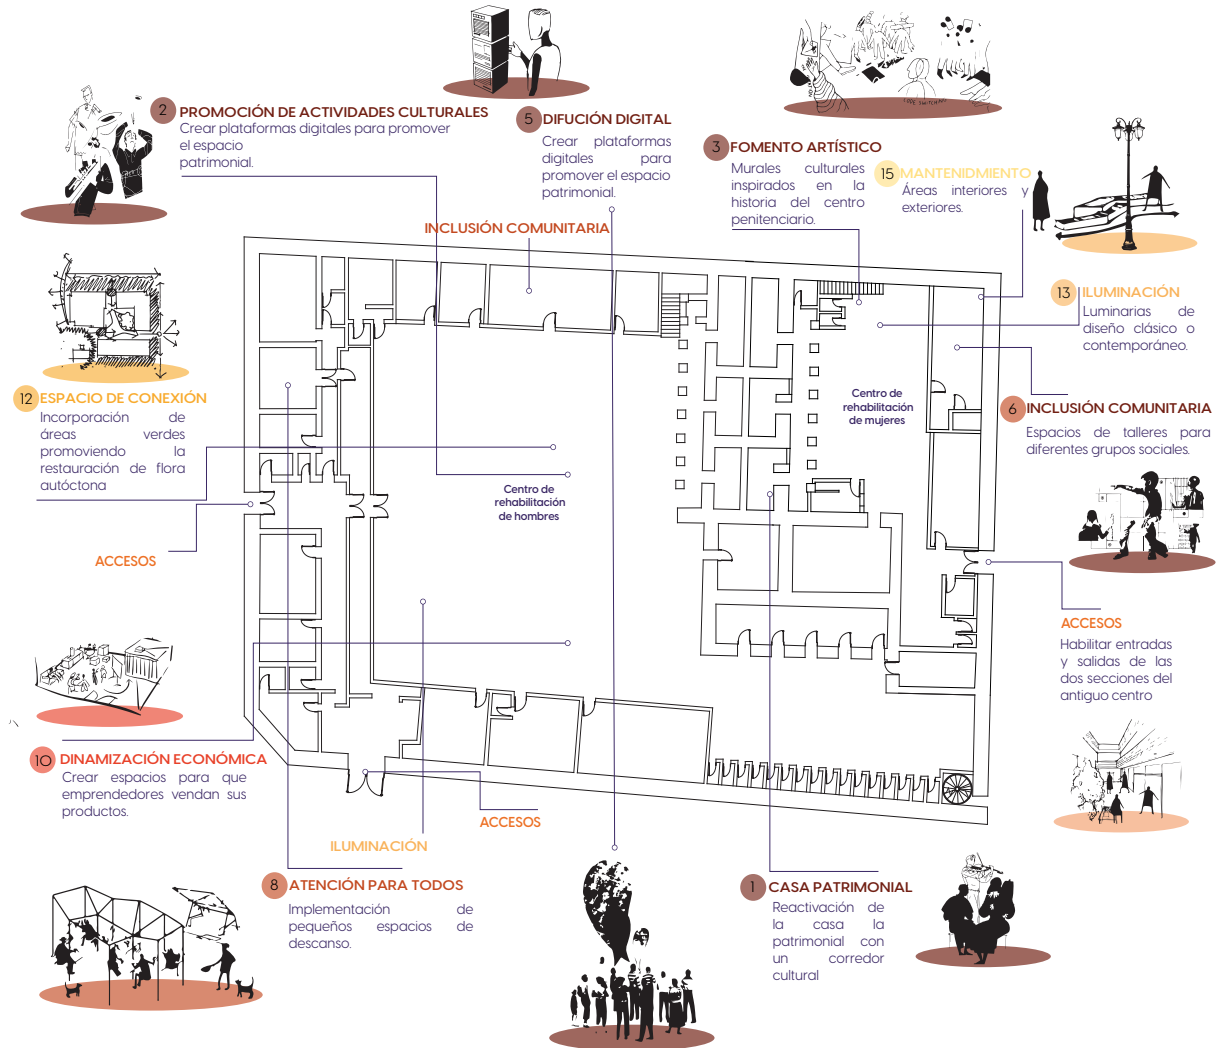 2 PROMOCIÓN DE ACTIVIDADES CULTURALES
Crear plataformas digitales para promover
el espacio
patrimonial.
5 DIFUCIÓN DIGITAL
Crear plataformas
digitales para
promover el espacio
patrimonial.
CODE SWITCHING
3 FOMENTO ARTÍSTICO
Murales culturales
inspirados en la
historia del centro
penitenciario.
15 MANTENIDMIENTO
Áreas interiores y
exteriores.
INCLUSIÓN COMUNITARIA
13 ILUMINACIÓN
Luminarias de
diseño clásico o
contemporáneo.
12 ESPACIO DE CONEXIÓN
Incorporación de
áreas verdes
promoviendo la
restauración de flora
autóctona
Centro de
rehabilitación
de mujeres
6 INCLUSIÓN COMUNITARIA
Espacios de talleres para
diferentes grupos sociales.
Centro de
rehabilitación
de hombres
ACCESOS
ACCESOS
Habilitar entradas
y salidas de las
dos secciones del
antiguo centro
10 DINAMIZACIÓN ECONÓMICA
Crear espacios para que
emprendedores vendan sus
productos.
ACCESOS
ILUMINACIÓN
8 ATENCIÓN PARA TODOS
Implementación de
pequeños espacios de
descanso.
1 CASA PATRIMONIAL
Reactivación de
la casa la
patrimonial con
un corredor
cultural